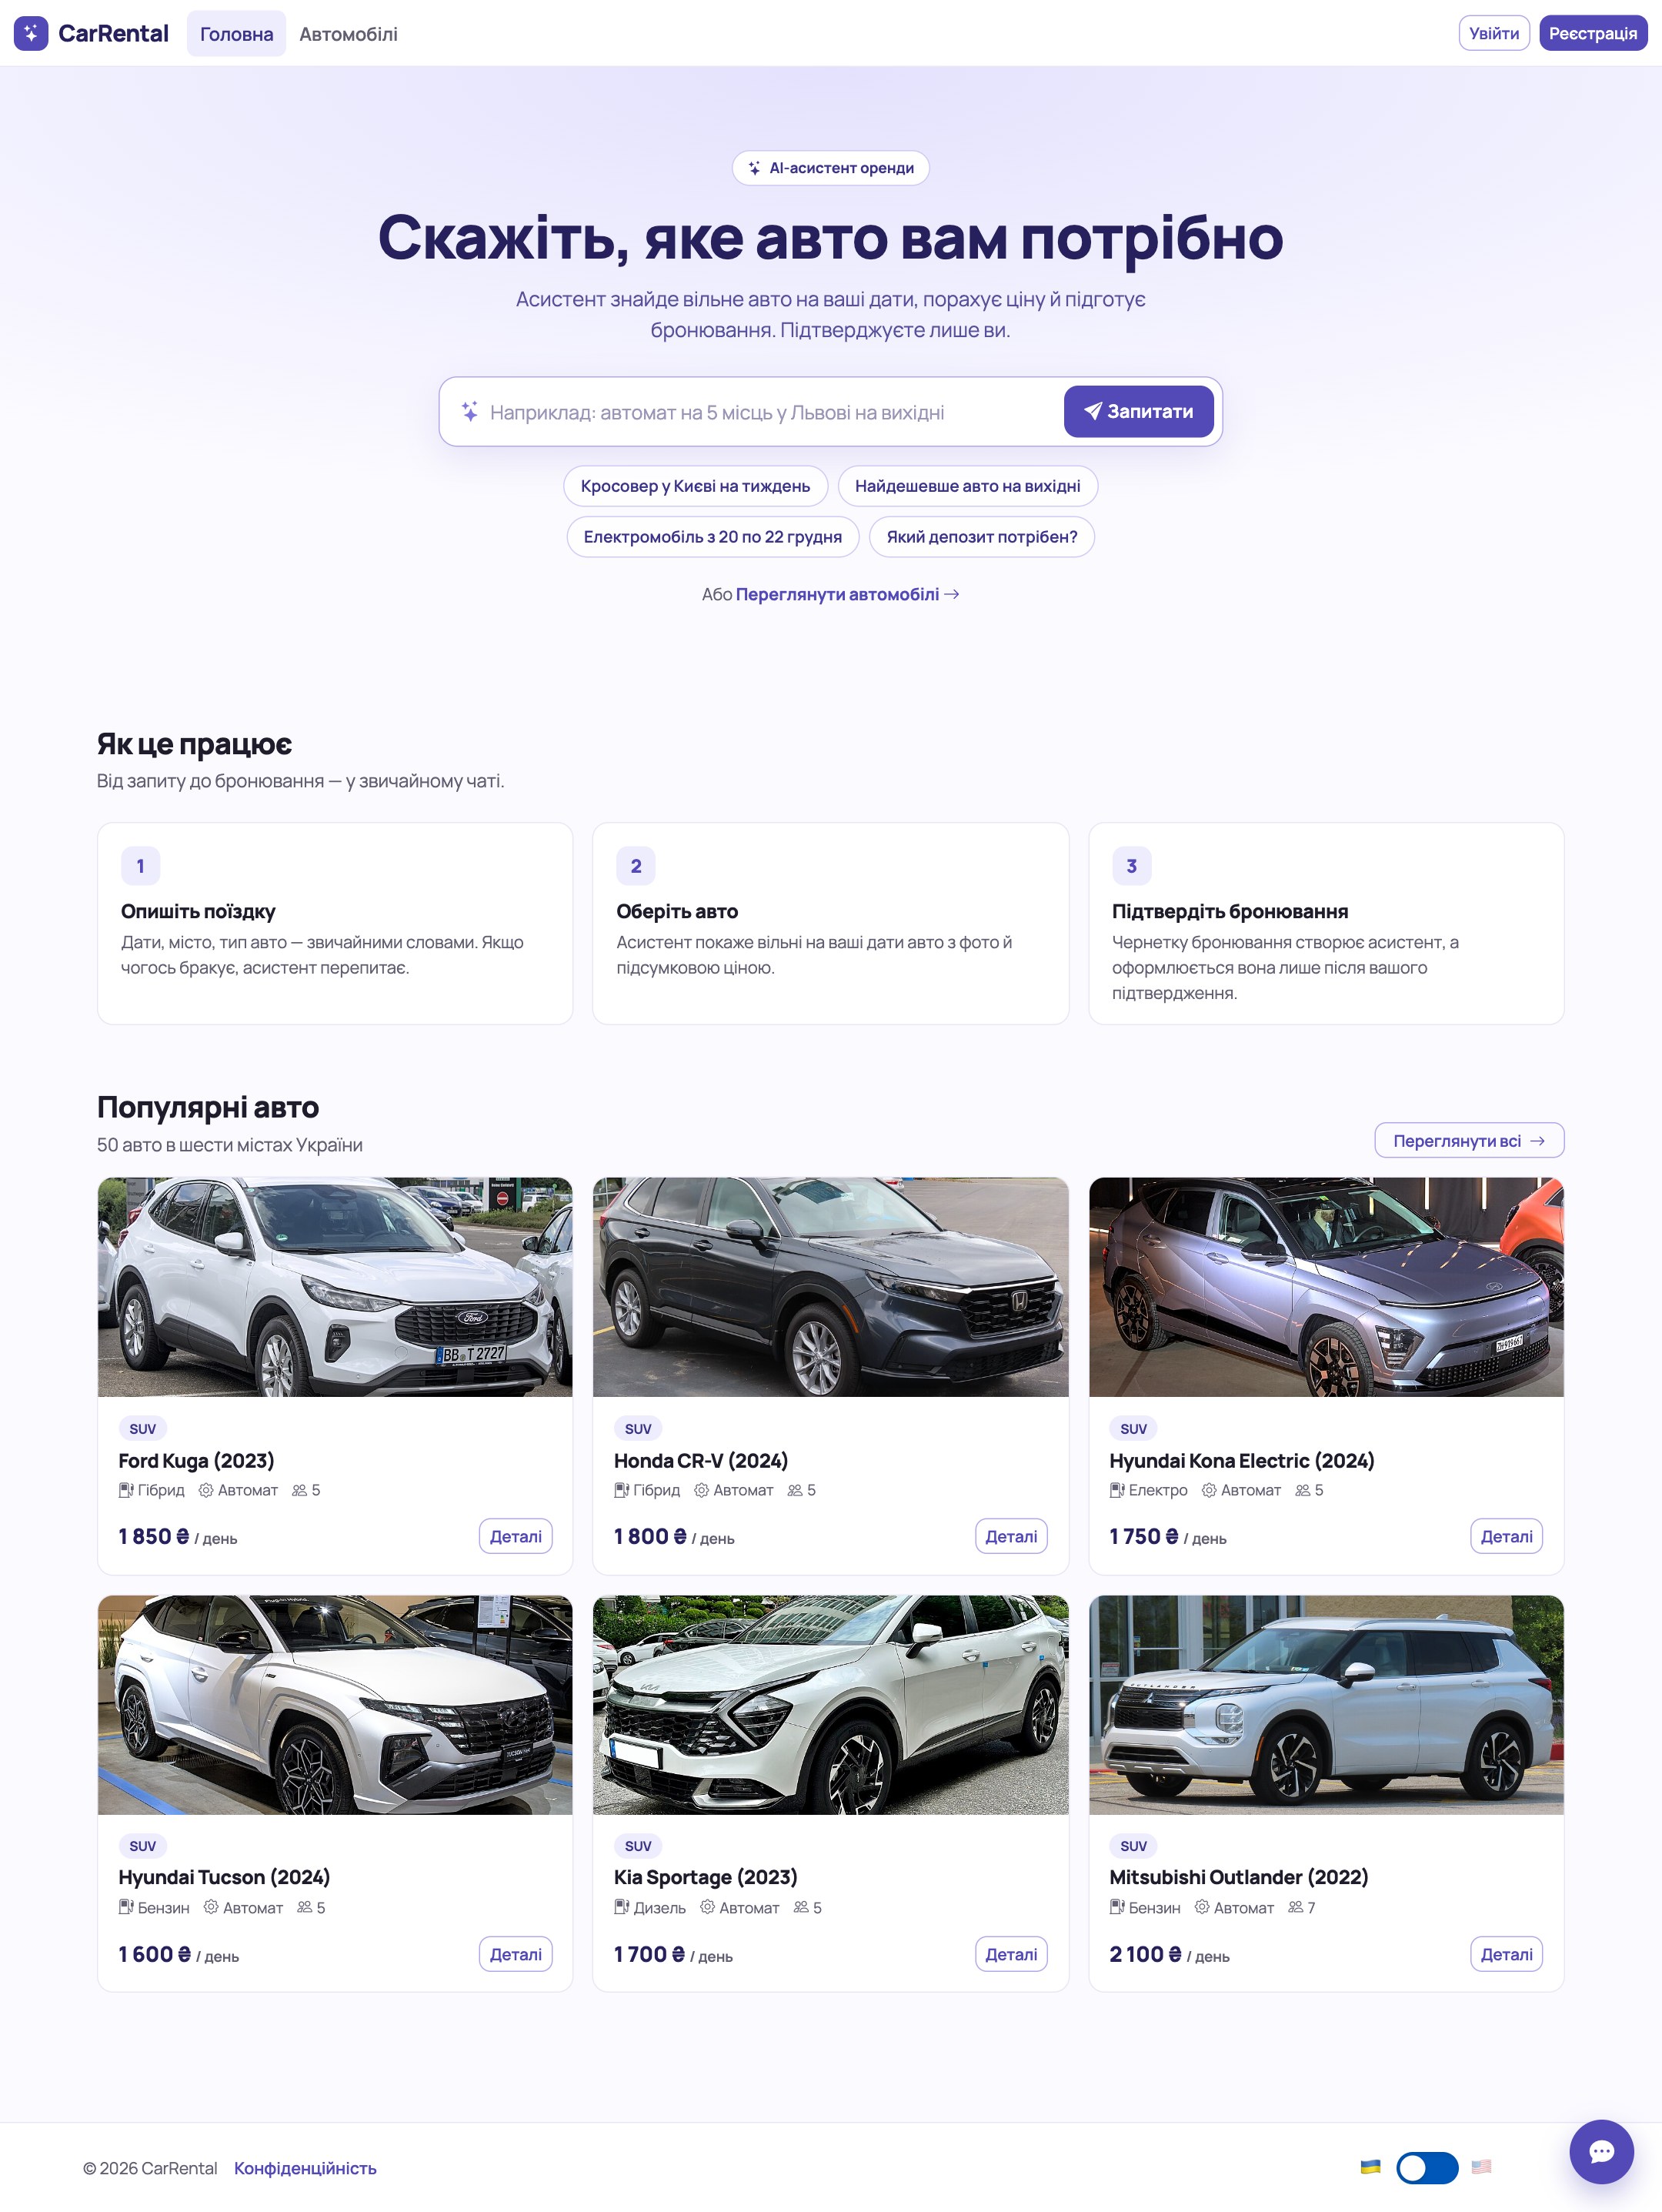 CarRental
Головна
Автомобілі
Увійти
Реєстрація
AI-асистент оренди
Скажіть, яке авто вам потрібно
Асистент знайде вільне авто на ваші дати, порахує ціну й підготує
бронювання. Підтверджуєте лише ви.
Наприклад: автомат на 5 місць у Львові на вихідні
Запитати
Кросовер у Києві на тиждень
Найдешевше авто на вихідні
Електромобіль з 20 по 22 грудня
Який депозит потрібен?
Або Переглянути автомобілі →
Як це працює
Від запиту до бронювання — у звичайному чаті.
1
Опишіть поїздку
Дати, місто, тип авто — звичайними словами. Якщо
чогось бракує, асистент перепитає.
2
Оберіть авто
Асистент покаже вільні на ваші дати авто з фото й
підсумковою ціною.
3
Підтвердіть бронювання
Чернетку бронювання створює асистент, а
оформлюється вона лише після вашого
підтвердження.
Популярні авто
50 авто в шести містах України
Переглянути всі →
Ford
BB T 2727
SUV
Ford Kuga (2023)
Гібрид Автомат 5
1 850 ₴ / день
Деталі
SUV
Honda CR-V (2024)
Гібрид Автомат 5
1 800 ₴ / день
Деталі
SUV
Hyundai Kona Electric (2024)
Електро Автомат 5
1 750 ₴ / день
Деталі
TUCSON
SUV
Hyundai Tucson (2024)
Бензин Автомат 5
1 600 ₴ / день
Деталі
KIA
SUV
Kia Sportage (2023)
Дизель Автомат 5
1 700 ₴ / день
Деталі
OUTLANDER
SUV
Mitsubishi Outlander (2022)
Бензин Автомат 7
2 100 ₴ / день
Деталі
© 2026 CarRental
Конфіденційність